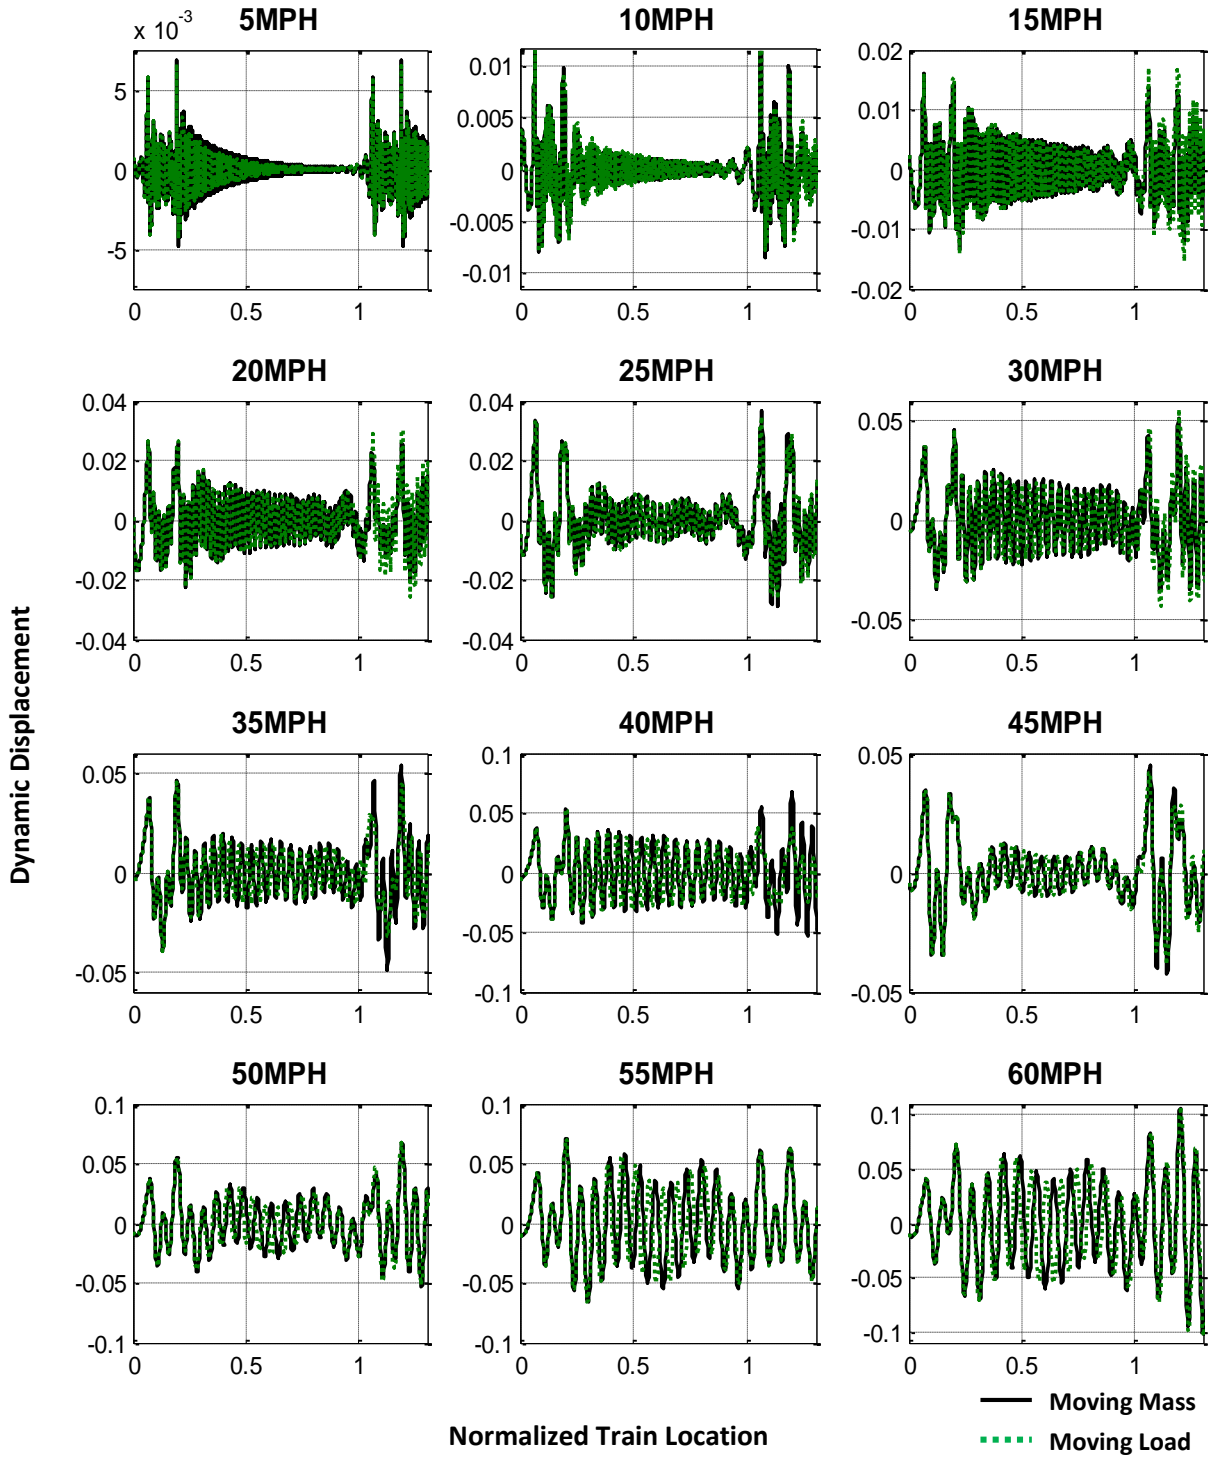 x 10⁻³ 5MPH 10MPH 15MPH
5
0
-5
0 0.5 1
0.01
0.005
0
-0.005
-0.01
0 0.5 1
0.02
0.01
0
-0.01
-0.02
0 0.5 1
20MPH 25MPH 30MPH
0.04
0.02
0
-0.02
-0.04
0 0.5 1
0.04
0.02
0
-0.02
-0.04
0 0.5 1
0.05
0
-0.05
0 0.5 1
Dynamic Displacement
35MPH 40MPH 45MPH
0.05
0
-0.05
0 0.5 1
0.1
0.05
0
-0.05
-0.1
0 0.5 1
0.05
0
-0.05
0 0.5 1
50MPH 55MPH 60MPH
0.1
0.05
0
-0.05
-0.1
0 0.5 1
0.1
0.05
0
-0.05
-0.1
0 0.5 1
0.1
0.05
0
-0.05
-0.1
0 0.5 1
Normalized Train Location
Moving Mass
Moving Load